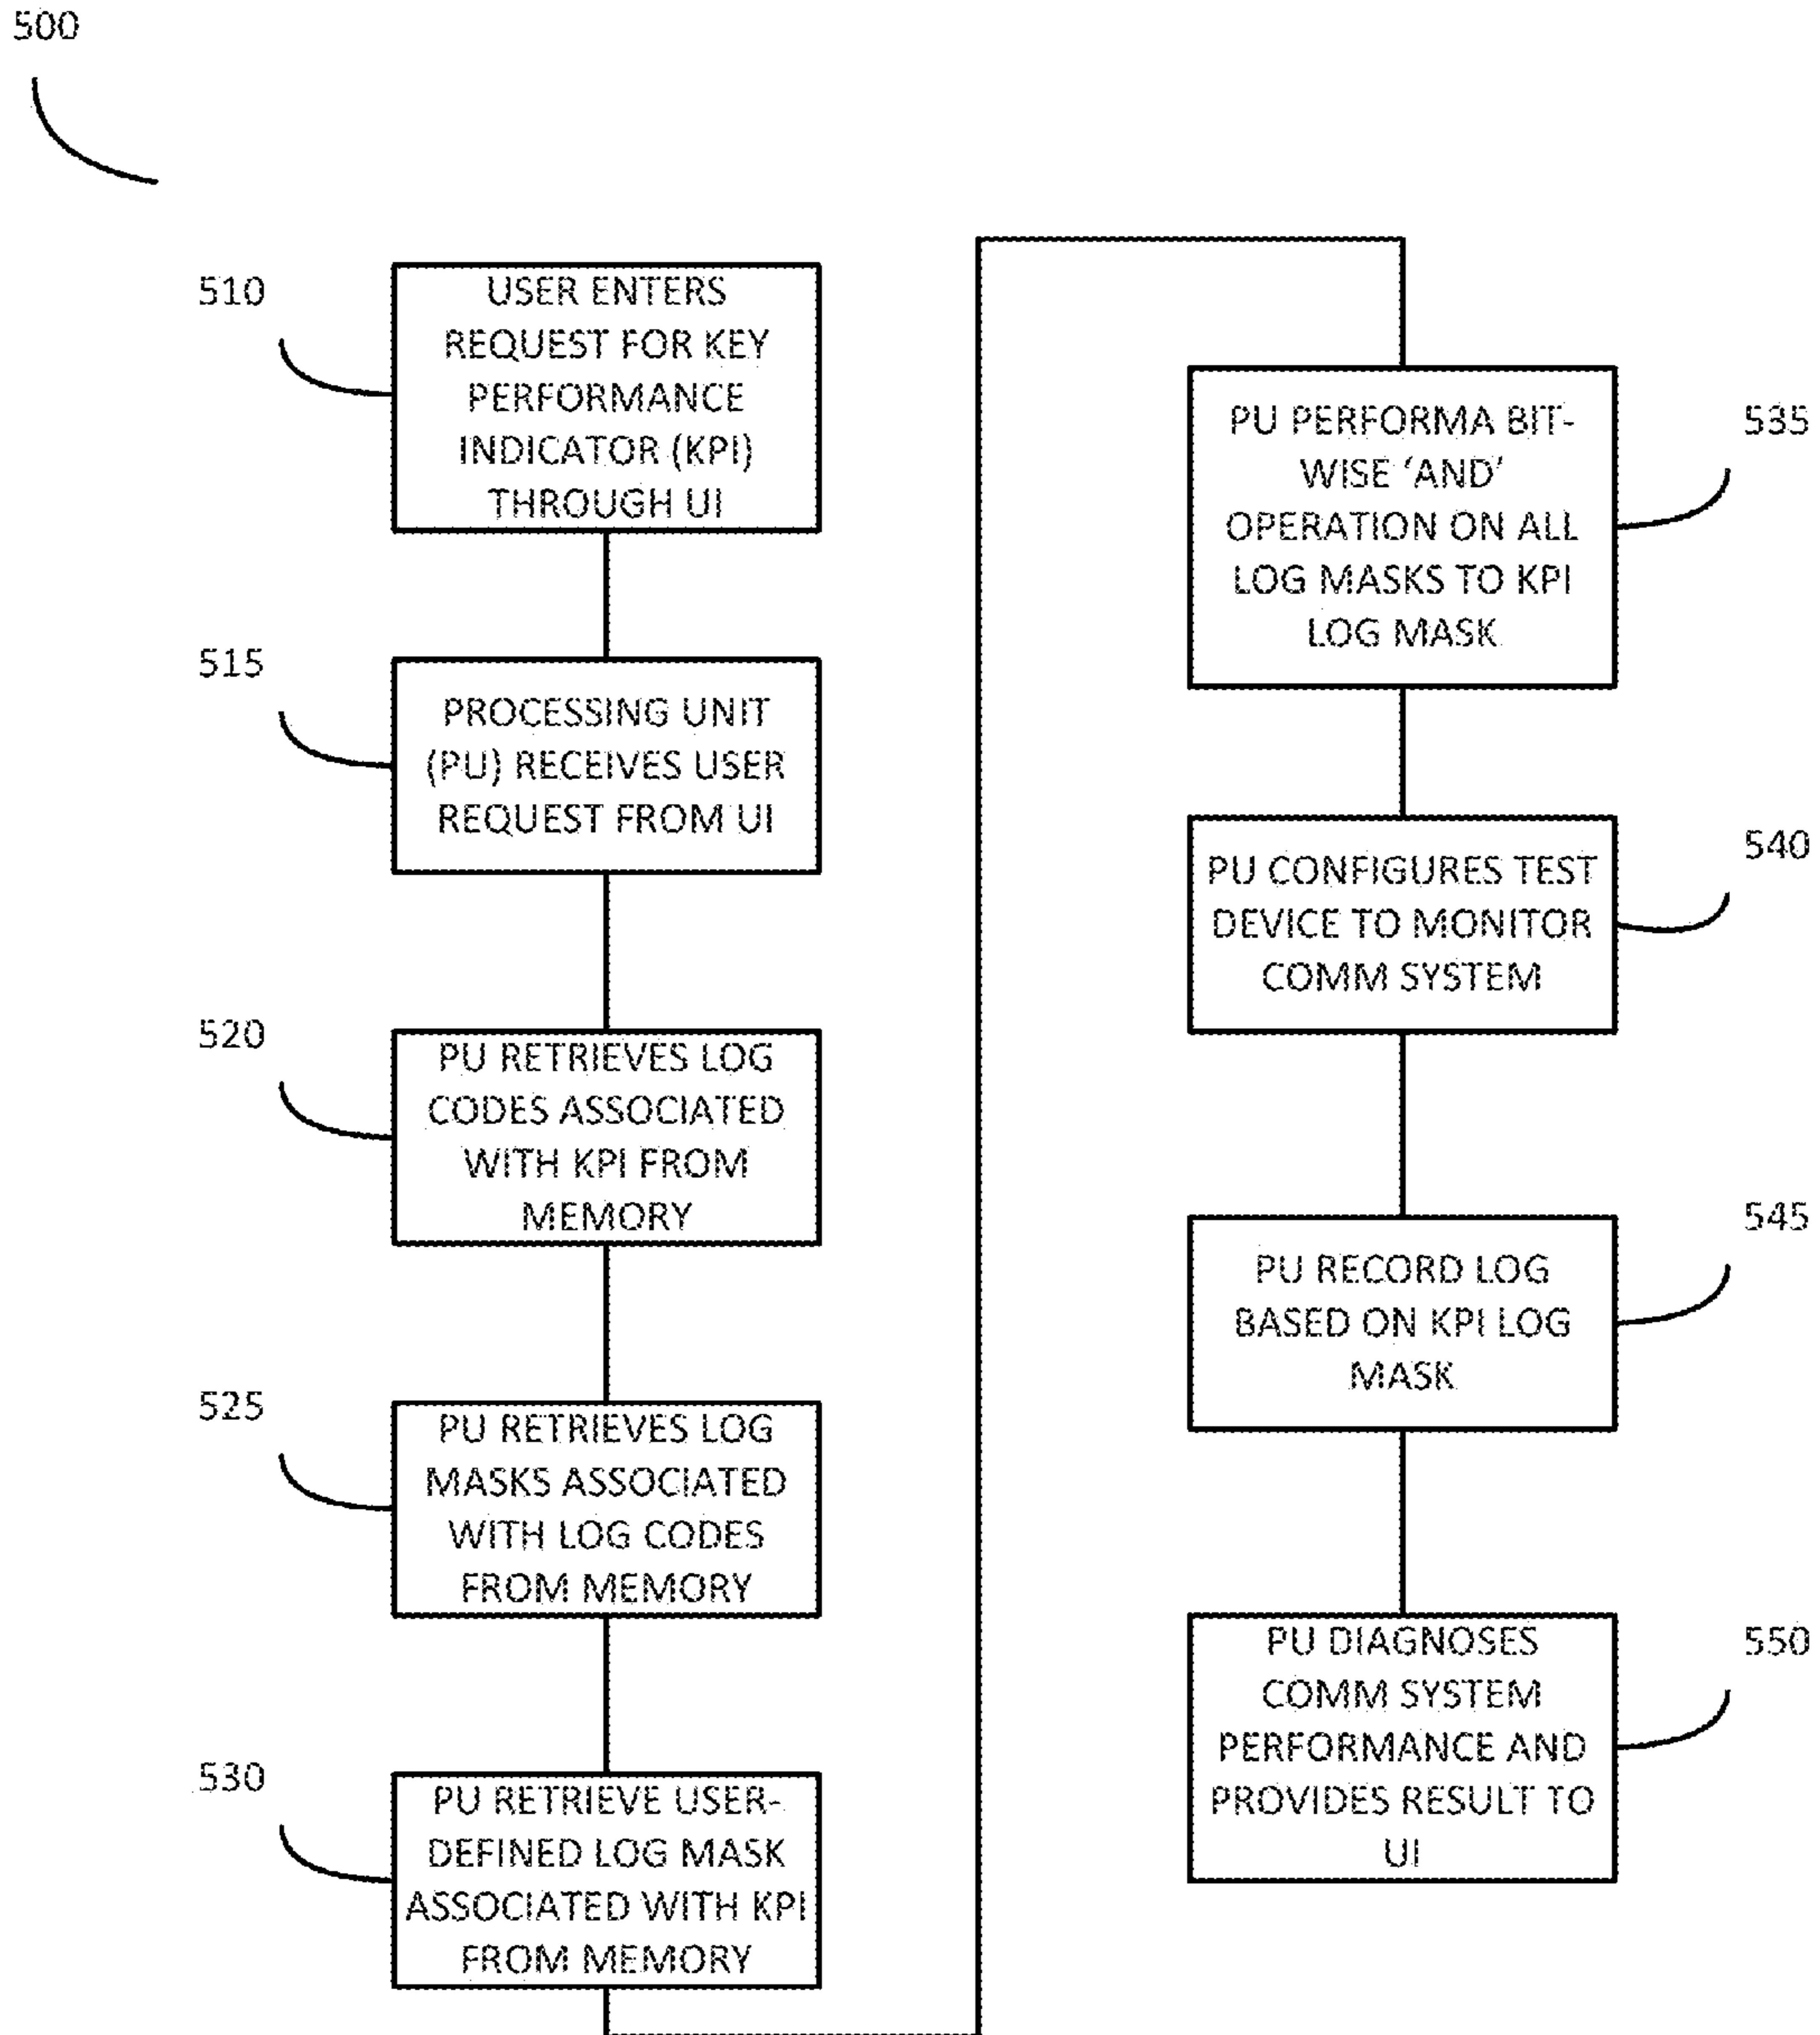 500
510
USER ENTERS
REQUEST FOR KEY
PERFORMANCE
INDICATOR (KPI)
THROUGH UI
515
PROCESSING UNIT
(PU) RECEIVES USER
REQUEST FROM UI
520
PU RETRIEVES LOG
CODES ASSOCIATED
WITH KPI FROM
MEMORY
525
PU RETRIEVES LOG
MASKS ASSOCIATED
WITH LOG CODES
FROM MEMORY
530
PU RETRIEVE USER-
DEFINED LOG MASK
ASSOCIATED WITH KPI
FROM MEMORY
PU PERFORMA BIT-
WISE ‘AND’
OPERATION ON ALL
LOG MASKS TO KPI
LOG MASK
535
PU CONFIGURES TEST
DEVICE TO MONITOR
COMM SYSTEM
540
PU RECORD LOG
BASED ON KPI LOG
MASK
545
PU DIAGNOSES
COMM SYSTEM
PERFORMANCE AND
PROVIDES RESULT TO
UI
550